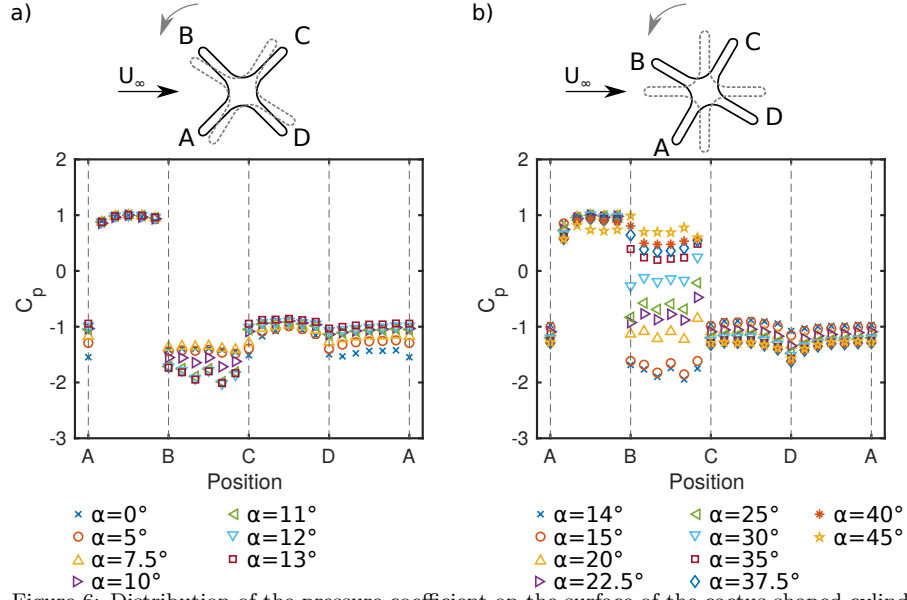 a)
B
C
U∞
A
D
2
1
0
-1
-2
-3
Cp
A
B
C
D
A
Position
α=0°
α=5°
α=7.5°
α=10°
α=11°
α=12°
α=13°
b)
B
C
U∞
A
D
2
1
0
-1
-2
-3
Cp
A
B
C
D
A
Position
α=14°
α=15°
α=20°
α=22.5°
α=25°
α=30°
α=35°
α=37.5°
α=40°
α=45°
Figure 6: Distribution of the pressure coefficient on the surface of the cactus shaped cylind